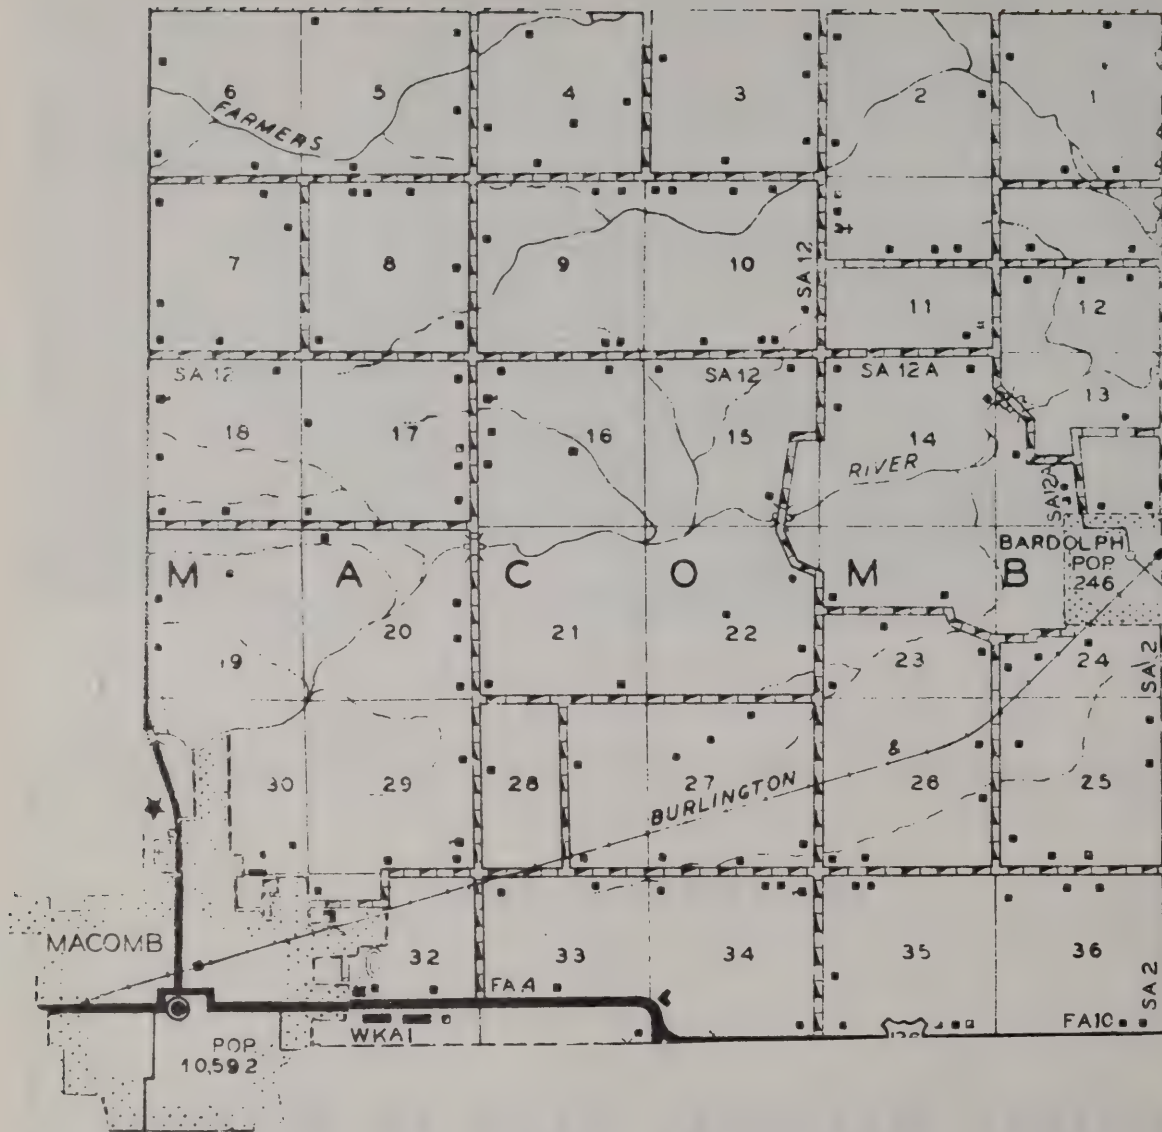 6 5 4 3 2 1
FARMERS
7 8 9 10 SA 12 11 12
SA 12 SA 12 SA 12 A
18 17 16 15 14 13
RIVER
SA 12A
BARDOLPH
POP.
246
M A C O M B
19 20 21 22 23 24
SA 2
30 29 28 27 & 26 25
BURLINGTON
MACOMB
32 33 34 35 36
FA 4
SA 2
FA 10
WKAI
136
POP.
10,592